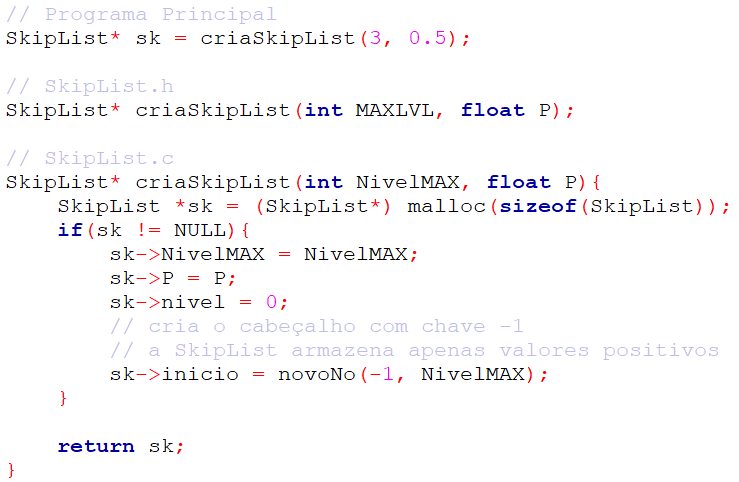 // Programa Principal
SkipList* sk = criaSkipList(3, 0.5);

// SkipList.h
SkipList* criaSkipList(int MAXLVL, float P);

// SkipList.c
SkipList* criaSkipList(int NivelMAX, float P){
    SkipList *sk = (SkipList*) malloc(sizeof(SkipList));
    if(sk != NULL){
        sk->NivelMAX = NivelMAX;
        sk->P = P;
        sk->nivel = 0;
        // cria o cabeçalho com chave -1
        // a SkipList armazena apenas valores positivos
        sk->inicio = novoNo(-1, NivelMAX);
    }

    return sk;
}